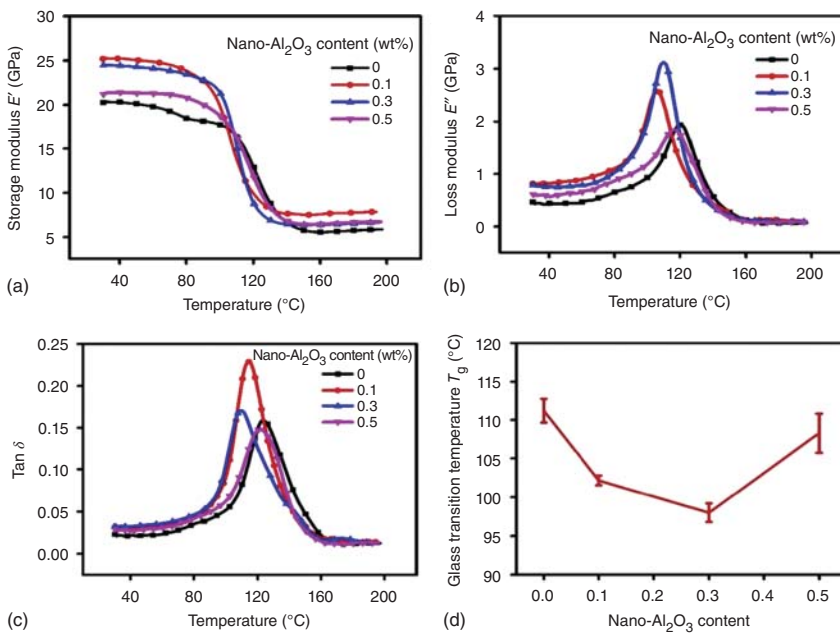 Nano-Al₂O₃ content (wt%)
0
0.1
0.3
0.5
Storage modulus E′ (GPa)
30
25
20
15
10
5
40 80 120 160 200
Temperature (°C)
(a)
Nano-Al₂O₃ content (wt%)
0
0.1
0.3
0.5
Loss modulus E″ (GPa)
4
3
2
1
0
40 80 120 160 200
Temperature (°C)
(b)
Nano-Al₂O₃ content (wt%)
0
0.1
0.3
0.5
Tan δ
0.25
0.20
0.15
0.10
0.05
0.00
40 80 120 160 200
Temperature (°C)
(c)
Glass transition temperature Tg (°C)
120
115
114
110
105
100
95
90
0.0 0.1 0.2 0.3 0.4 0.5
Nano-Al₂O₃ content
(d)